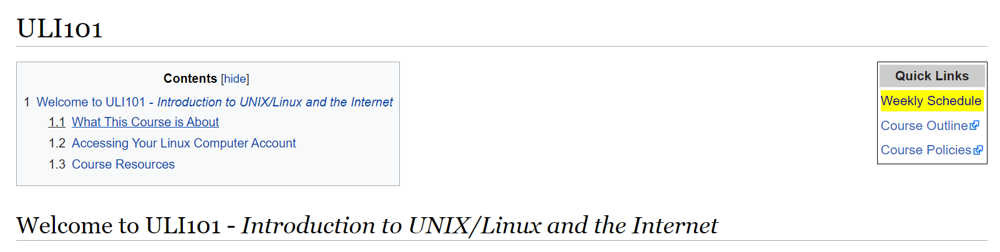 ULI101
Contents [hide]
1 Welcome to ULI101 - Introduction to UNIX/Linux and the Internet
1.1 What This Course is About
1.2 Accessing Your Linux Computer Account
1.3 Course Resources
Quick Links
Weekly Schedule
Course Outline
Course Policies
Welcome to ULI101 - Introduction to UNIX/Linux and the Internet